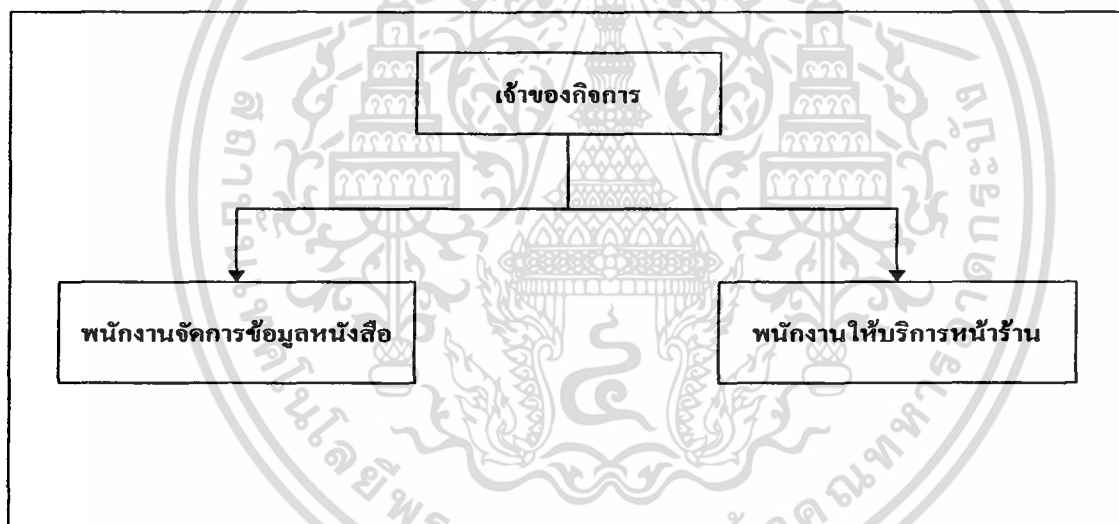 เจ้าของกิจการ
พนักงานจัดการข้อมูลหนังสือ
พนักงานให้บริการหน้าร้าน